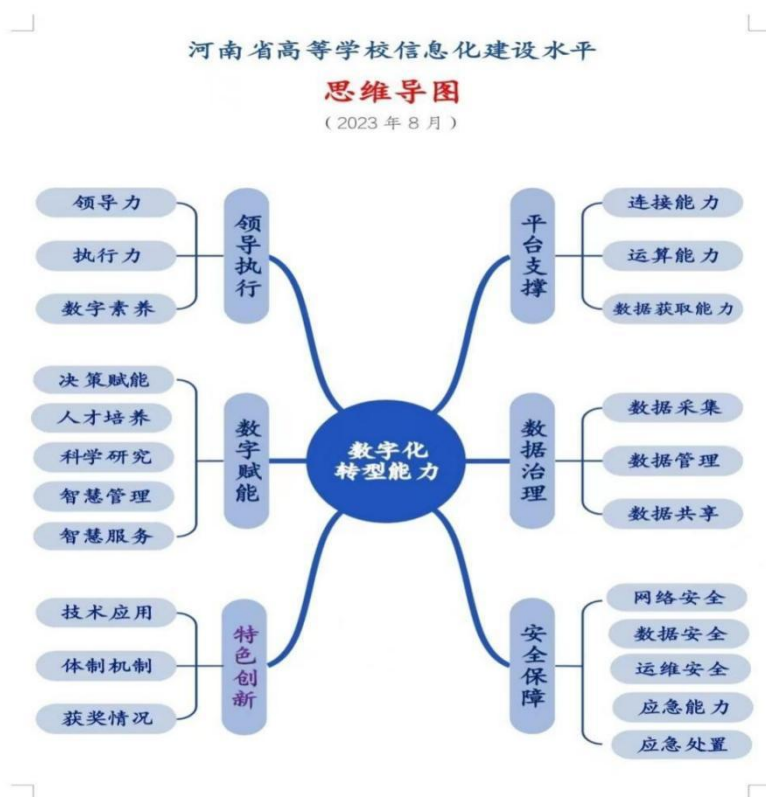 河南省高等学校信息化建设水平
思维导图
（2023 年 8 月）
领导力
执行力
数字素养
领导执行
决策赋能
人才培养
科学研究
智慧管理
智慧服务
数字赋能
技术应用
体制机制
获奖情况
特色创新
数字化
转型能力
平台支撑
连接能力
运算能力
数据获取能力
数据治理
数据采集
数据管理
数据共享
安全保障
网络安全
数据安全
运维安全
应急能力
应急处置